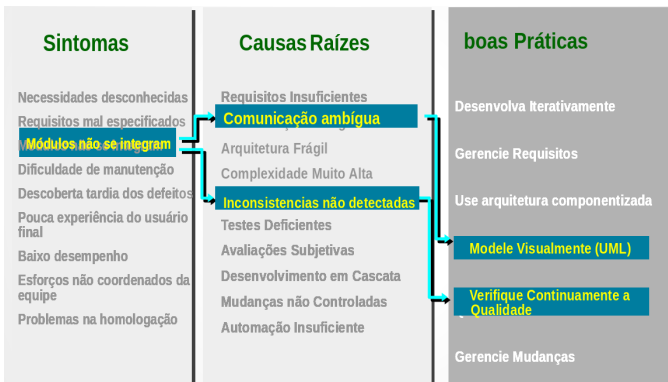 Sintomas
Necessidades desconhecidas
Requisitos mal especificados
Módulos não se integram
Dificuldade de manutenção
Descoberta tardia dos defeitos
Pouca experiência do usuário
final
Baixo desempenho
Esforços não coordenados da
equipe
Problemas na homologação
Causas Raízes
Requisitos Insuficientes
Comunicação ambígua
Arquitetura Frágil
Complexidade Muito Alta
Inconsistencias não detectadas
Testes Deficientes
Avaliações Subjetivas
Desenvolvimento em Cascata
Mudanças não Controladas
Automação Insuficiente
boas Práticas
Desenvolva Iterativamente
Gerencie Requisitos
Use arquitetura componentizada
Modele Visualmente (UML)
Verifique Continuamente a
Qualidade
Gerencie Mudanças